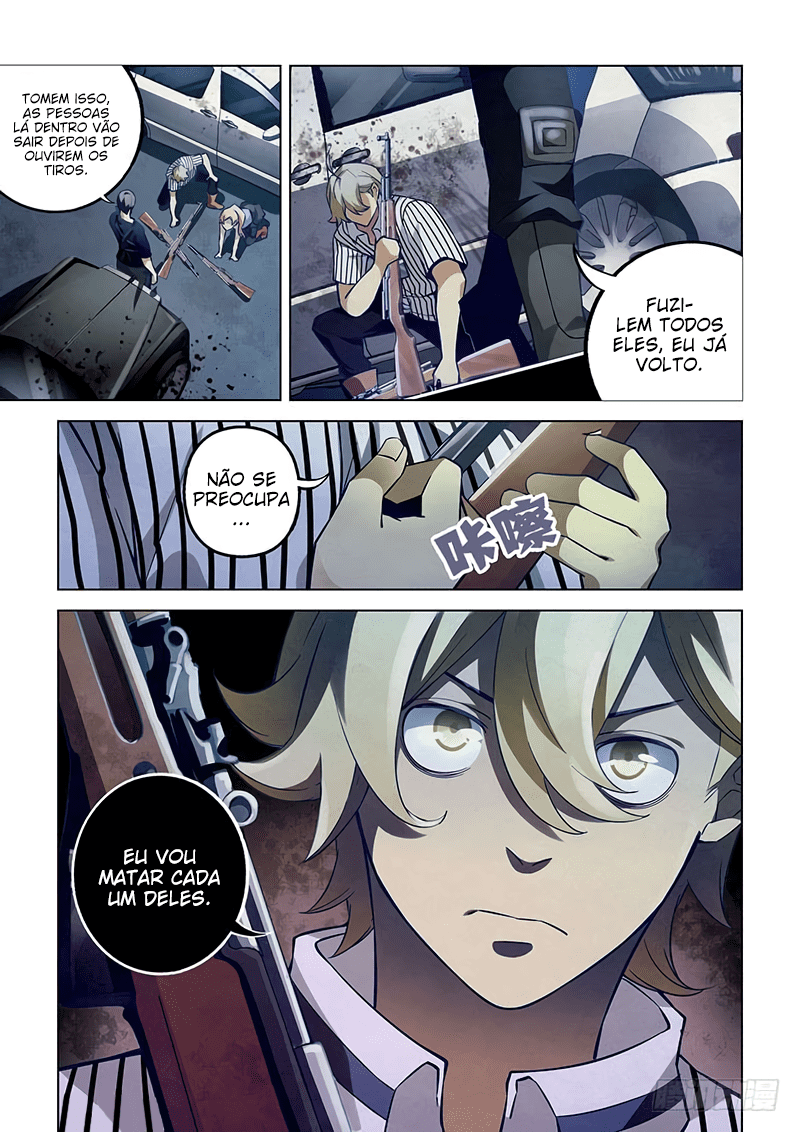 TOMEM ISSO,
AS PESSOAS
LÁ DENTRO VÃO
SAIR DEPOIS DE
OUVIREM OS
TIROS.
FUZI-
LEM TODOS
ELES, EU JÁ
VOLTO.
NÃO SE
PREOCUPA
...
咔嚓
EU VOU
MATAR CADA
UM DELES.